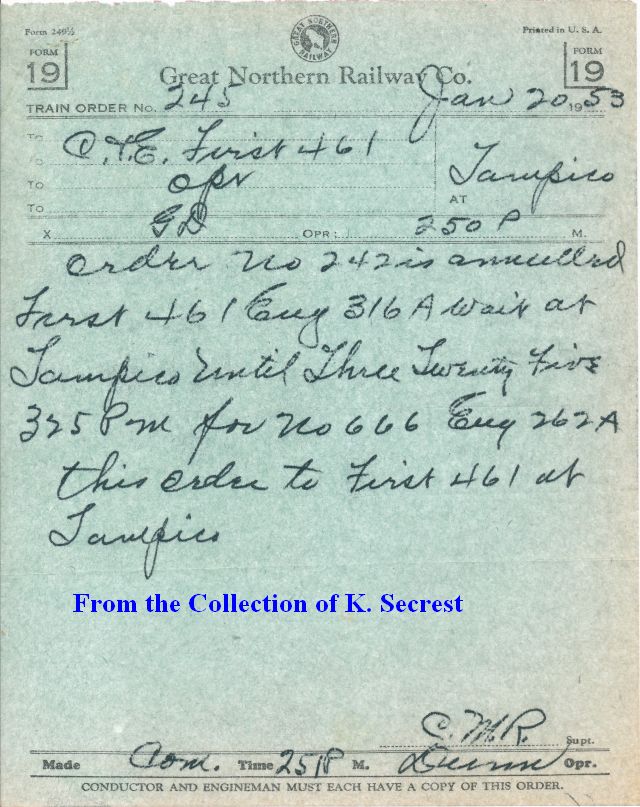 Form 249½
Printed in U. S. A.
FORM
19
GREAT NORTHERN RAILWAY
FORM
19
Great Northern Railway Co.
TRAIN ORDER No. 245 Jan 20 1953
To C.&E. First 461
To
To opr Tampico
AT
To
X GD OPR: 250 P M.
order No 242 is annulled
First 461 Eng 316A wait at
Tampico until Three Twenty Five
325 Pm for No 666 Eng 262A
this order to First 461 at
Tampico
From the Collection of K. Secrest
C. M. R. Supt.
Made Com. Time 251P M. Dunn Opr.
CONDUCTOR AND ENGINEMAN MUST EACH HAVE A COPY OF THIS ORDER.